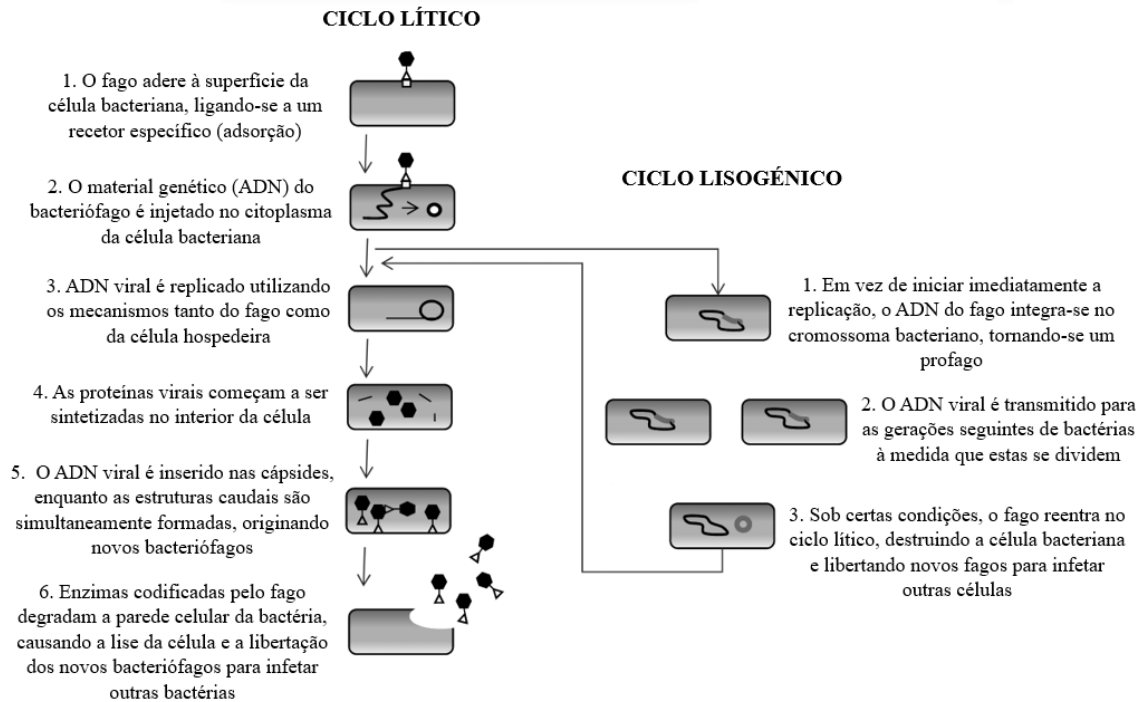 CICLO LÍTICO
1. O fago adere à superfície da
célula bacteriana, ligando-se a um
recetor específico (adsorção)
2. O material genético (ADN) do
bacteriófago é injetado no citoplasma
da célula bacteriana
3. ADN viral é replicado utilizando
os mecanismos tanto do fago como
da célula hospedeira
4. As proteínas virais começam a ser
sintetizadas no interior da célula
5. O ADN viral é inserido nas cápsides,
enquanto as estruturas caudais são
simultaneamente formadas, originando
novos bacteriófagos
6. Enzimas codificadas pelo fago
degradam a parede celular da bactéria,
causando a lise da célula e a libertação
dos novos bacteriófagos para infetar
outras bactérias
CICLO LISOGÉNICO
1. Em vez de iniciar imediatamente a
replicação, o ADN do fago integra-se no
cromossoma bacteriano, tornando-se um
profago
2. O ADN viral é transmitido para
as gerações seguintes de bactérias
à medida que estas se dividem
3. Sob certas condições, o fago reentra no
ciclo lítico, destruindo a célula bacteriana
e libertando novos fagos para infetar
outras células